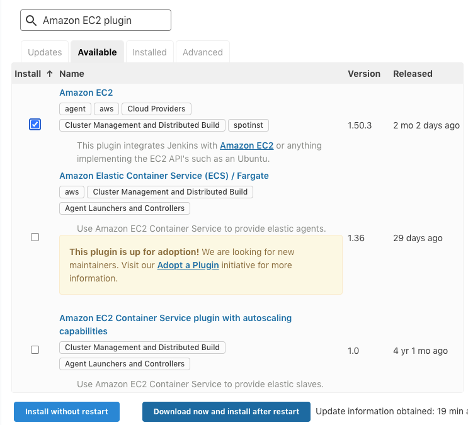 Amazon EC2 plugin
Updates Available Installed Advanced
Install ↑ Name Version Released
Amazon EC2
agent aws Cloud Providers
Cluster Management and Distributed Build spotinst
1.50.3 2 mo 2 days ago
This plugin integrates Jenkins with Amazon EC2 or anything
implementing the EC2 API's such as an Ubuntu.
Amazon Elastic Container Service (ECS) / Fargate
aws Cluster Management and Distributed Build
Agent Launchers and Controllers
Use Amazon EC2 Container Service to provide elastic agents.
1.36 29 days ago
This plugin is up for adoption! We are looking for new
maintainers. Visit our Adopt a Plugin initiative for more
information.
Amazon EC2 Container Service plugin with autoscaling
capabilities
Cluster Management and Distributed Build
1.0 4 yr 1 mo ago
Agent Launchers and Controllers
Use Amazon EC2 Container Service to provide elastic slaves.
Install without restart Download now and install after restart Update information obtained: 19 min a